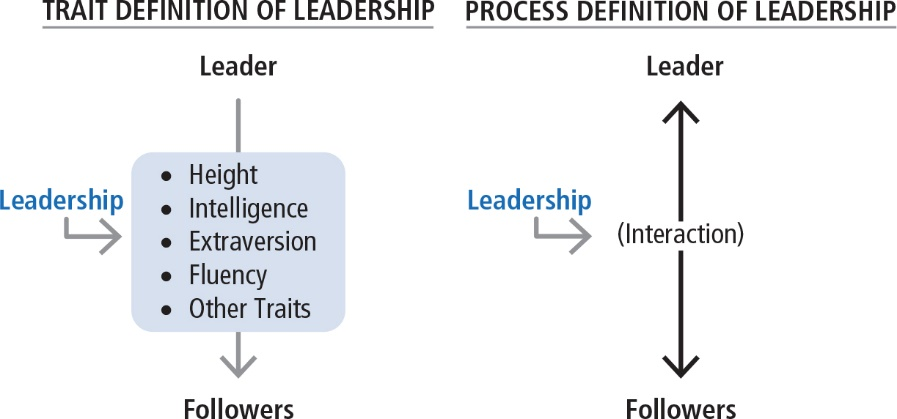 TRAIT DEFINITION OF LEADERSHIP
Leader
Leadership
• Height
• Intelligence
• Extraversion
• Fluency
• Other Traits
Followers
PROCESS DEFINITION OF LEADERSHIP
Leader
Leadership
(Interaction)
Followers